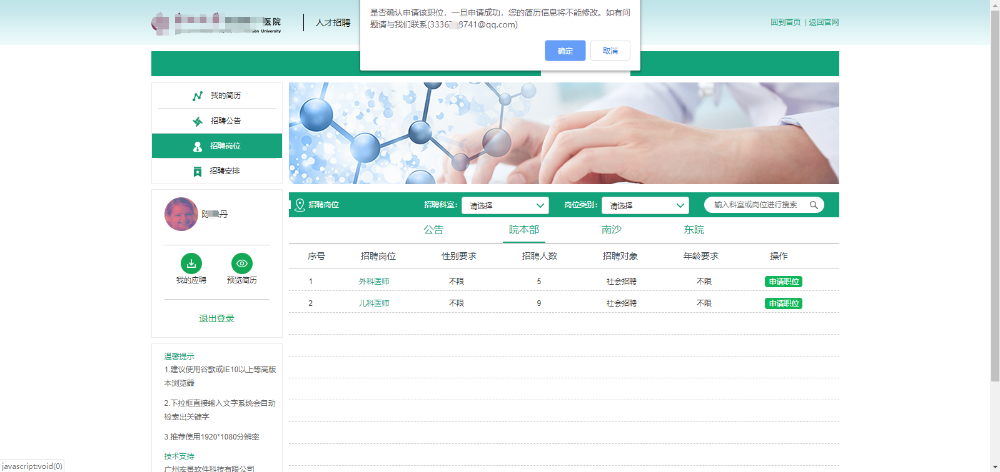 是否确认申请该职位，一旦申请成功，您的简历信息将不能修改。如有问
题请与我们联系(3336 8741@qq.com)
确定
取消
医院
University
人才招聘
回到首页 | 返回官网
我的简历
招聘公告
招聘岗位
招聘安排
陈 丹
我的应聘
预览简历
退出登录
温馨提示
1.建议使用谷歌或IE10以上等高版
本浏览器
2.下拉框直接输入文字系统会自动
检索出关键字
3.推荐使用1920*1080分辨率
技术支持
广州宏景软件科技有限公司
招聘岗位
招聘科室： 请选择
岗位类别： 请选择
输入科室或岗位进行搜索
公告 院本部 南沙 东院
序号 招聘岗位 性别要求 招聘人数 招聘对象 年龄要求 操作
1 外科医师 不限 5 社会招聘 不限 申请职位
2 儿科医师 不限 9 社会招聘 不限 申请职位
javascript:void(0)